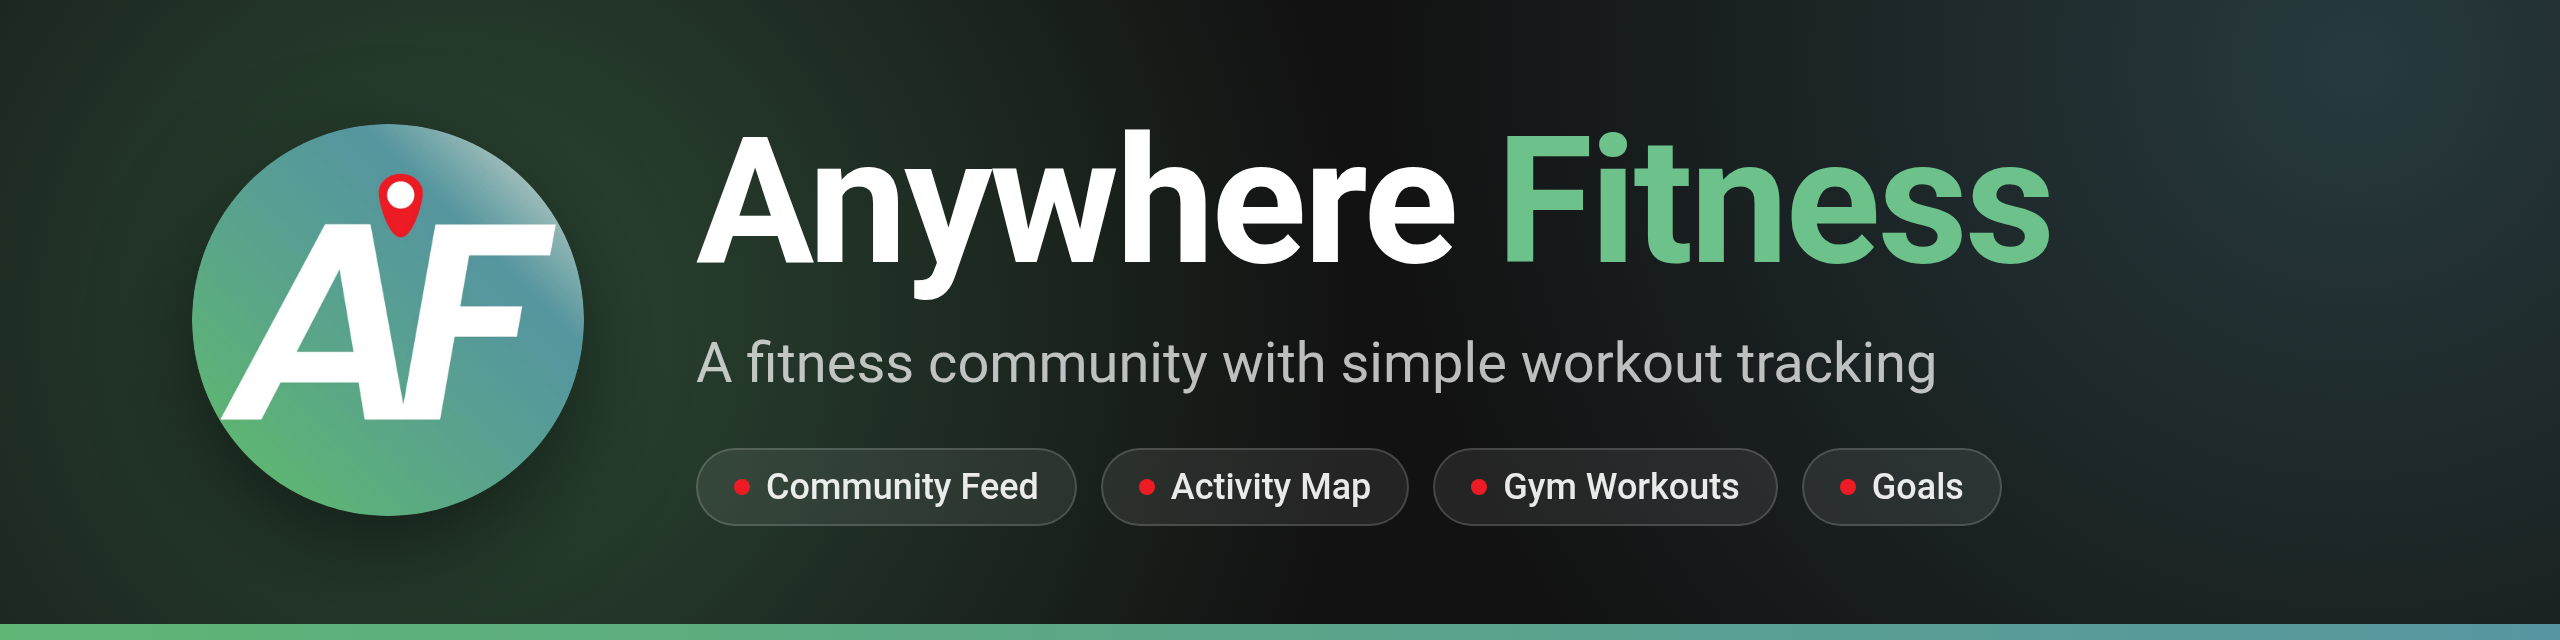 AF
Anywhere Fitness
A fitness community with simple workout tracking
Community Feed
Activity Map
Gym Workouts
Goals